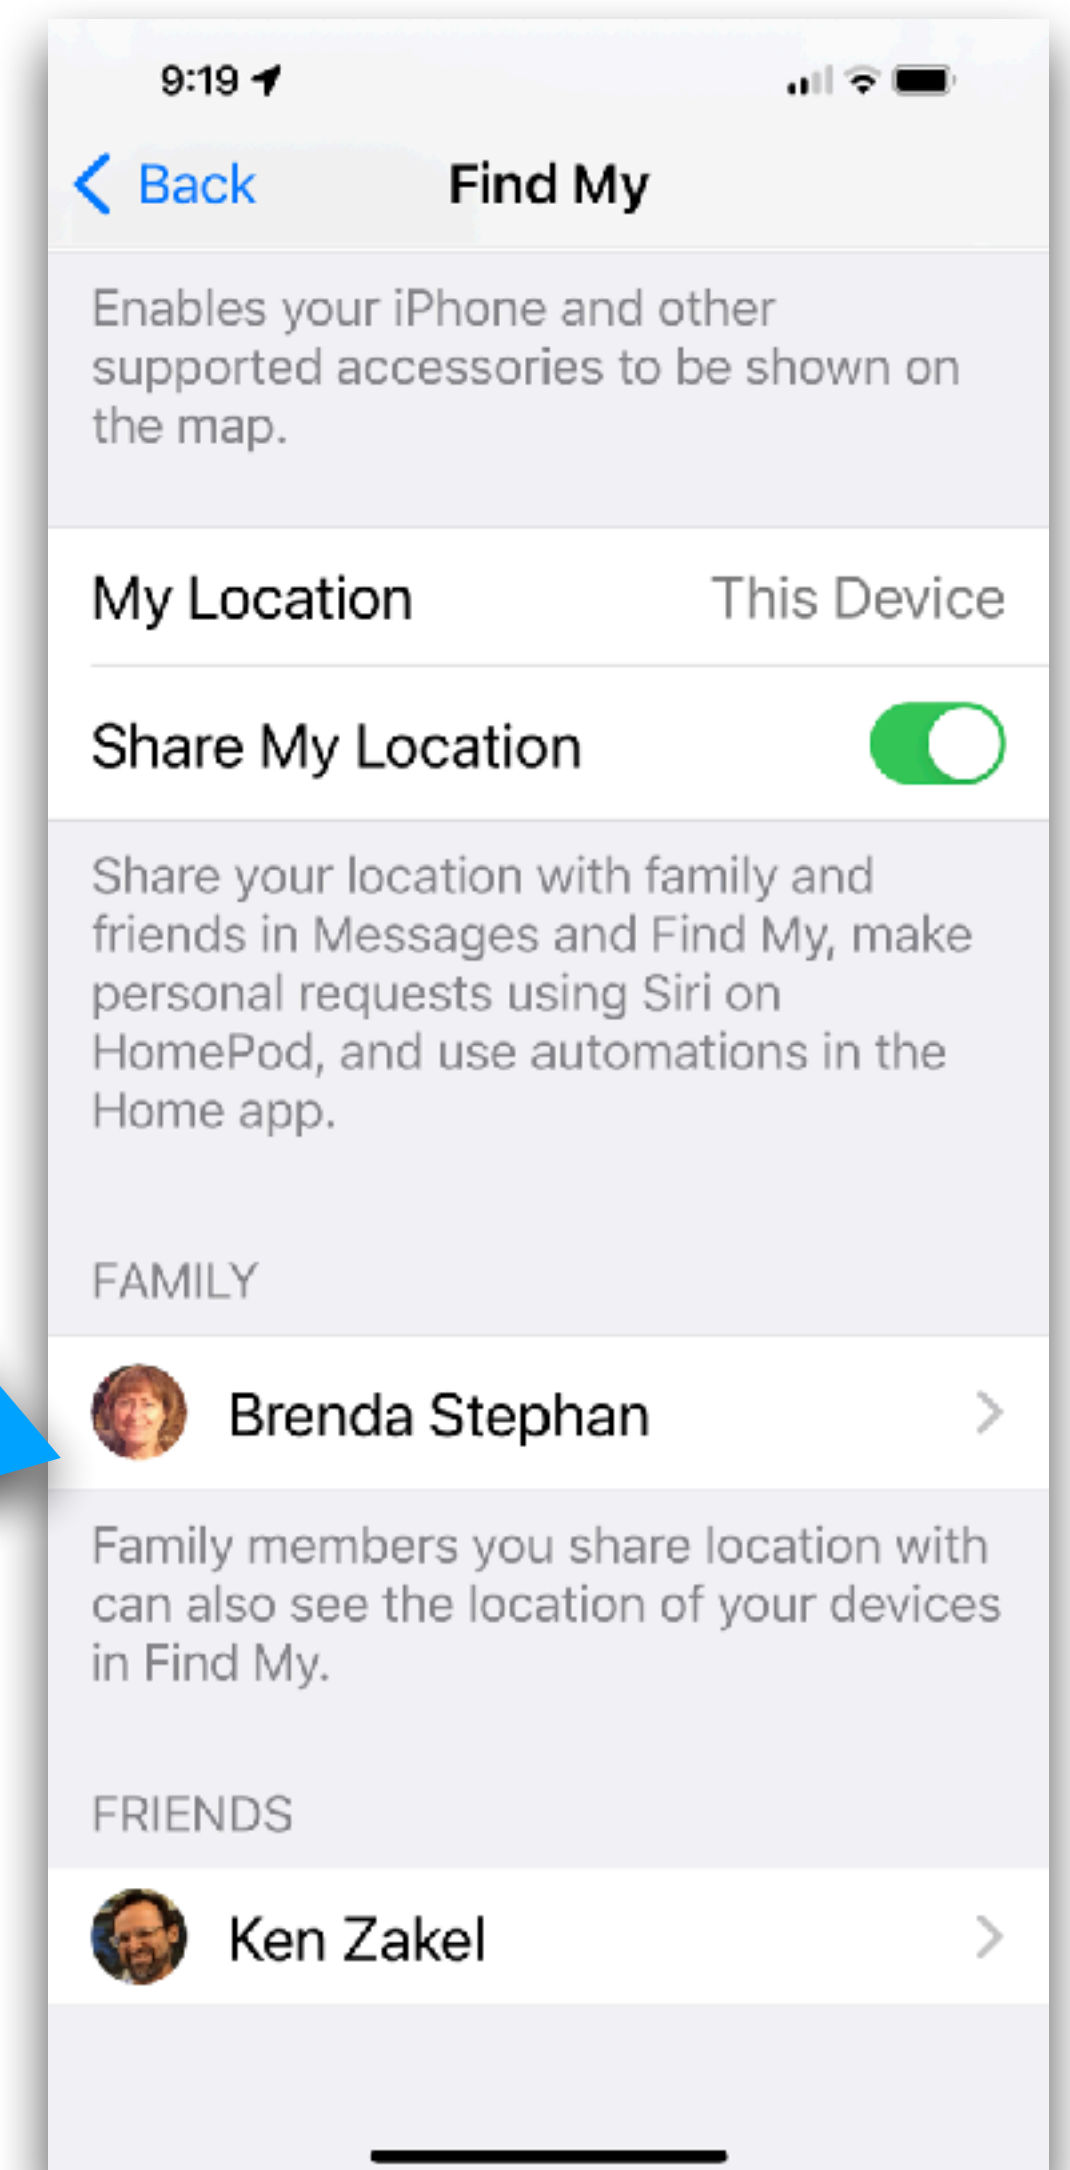 9:19
Back Find My
Enables your iPhone and other
supported accessories to be shown on
the map.
My Location This Device
Share My Location
Share your location with family and
friends in Messages and Find My, make
personal requests using Siri on
HomePod, and use automations in the
Home app.
FAMILY
Brenda Stephan
Family members you share location with
can also see the location of your devices
in Find My.
FRIENDS
Ken Zakel